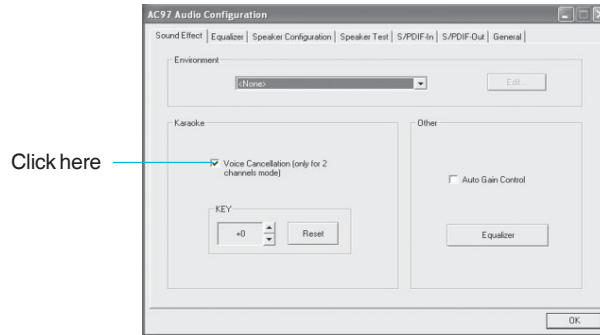 AC97 Audio Configuration
Sound Effect Equalizer Speaker Configuration Speaker Test S/PDIF-In S/PDIF-Out General
Environment
<None>
Edit...
Karaoke
Other
Click here
Voice Cancellation (only for 2
channels mode)
Auto Gain Control
KEY
+0
Reset
Equalizer
OK